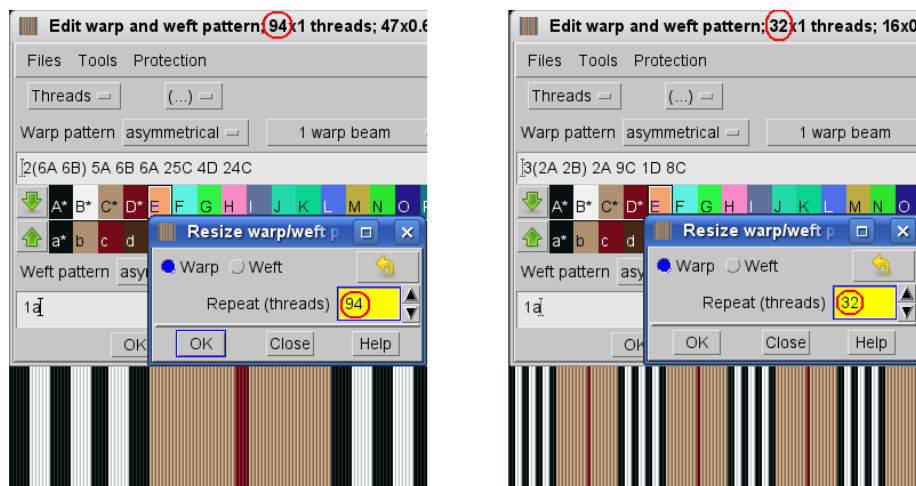 Edit warp and weft pattern; 94x1 threads; 47x0.6
Files Tools Protection
Threads (...)
Warp pattern asymmetrical 1 warp beam
2(6A 6B) 5A 6B 6A 25C 4D 24C
A* B* C* D* E F G H I J K L M N O
a* b c d
Resize warp/weft p
Weft pattern asy
Warp Weft
1a
Repeat (threads) 94
OK
OK Close Help
Edit warp and weft pattern; 32x1 threads; 16x0
Files Tools Protection
Threads (...)
Warp pattern asymmetrical 1 warp beam
3(2A 2B) 2A 9C 1D 8C
A* B* C* D* E F G H I J K L M N O
a* b c d
Resize warp/weft p
Weft pattern asy
Warp Weft
1a
Repeat (threads) 32
OK Close Help